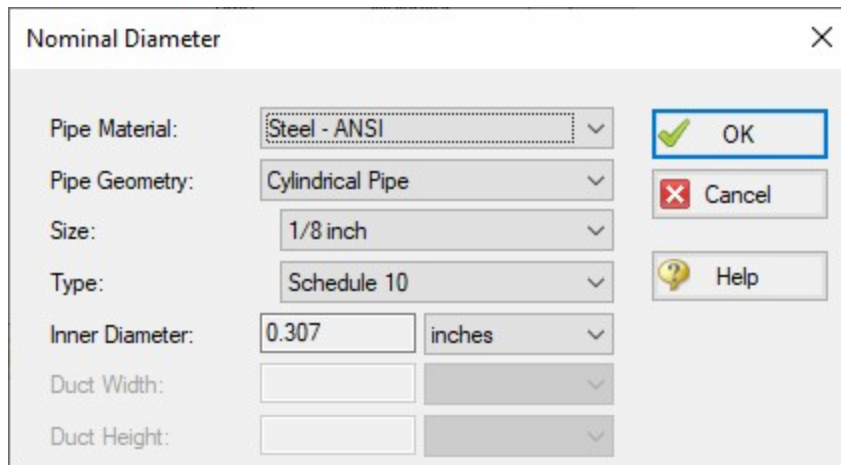 Nominal Diameter
Pipe Material: Steel - ANSI OK
Pipe Geometry: Cylindrical Pipe Cancel
Size: 1/8 inch
Type: Schedule 10 Help
Inner Diameter: 0.307 inches
Duct Width:
Duct Height: